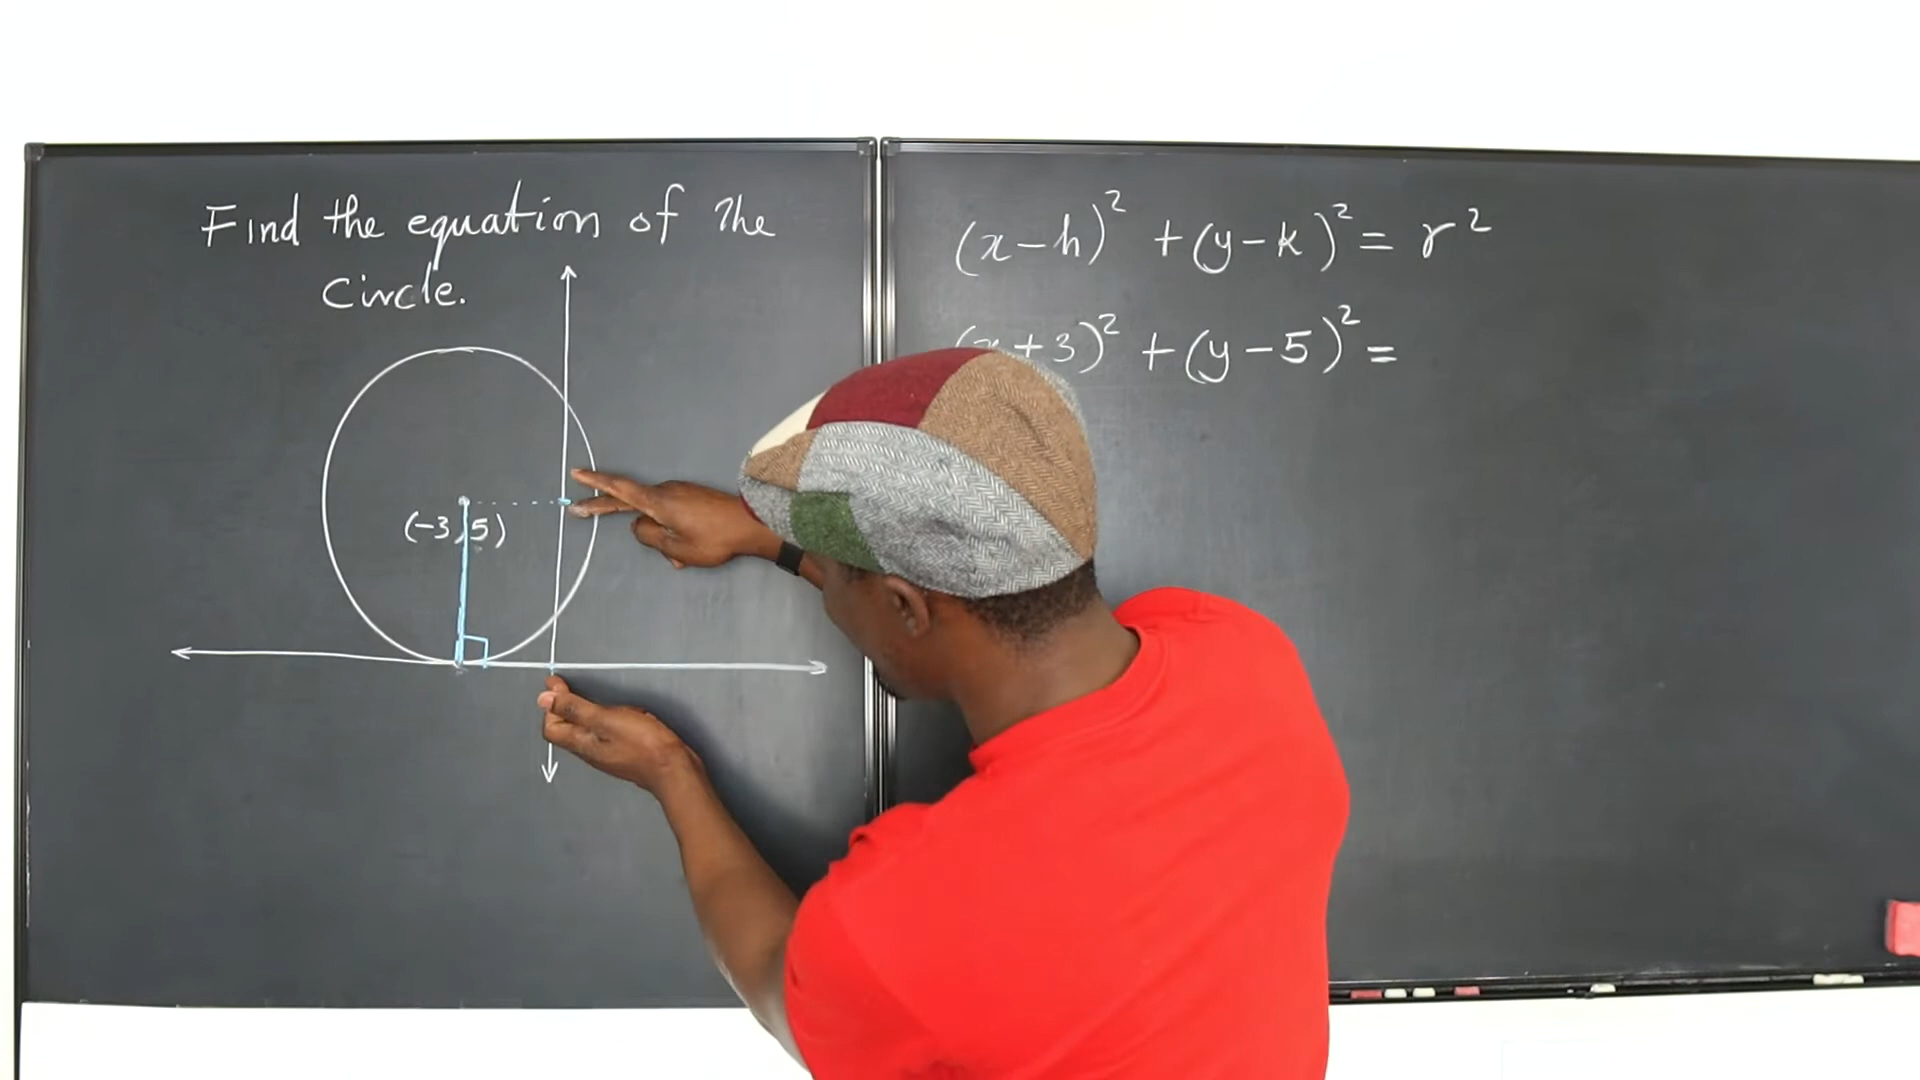 Find the equation of the
Circle.
(-3, 5)
(x-h)² + (y-k)² = r²
(x+3)² + (y-5)² =